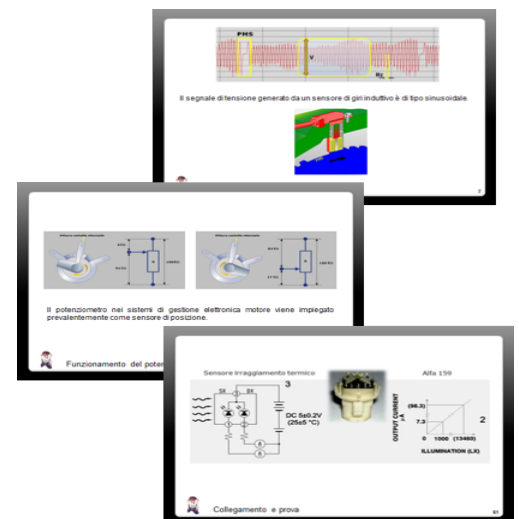 PMS
V
Hz
Il segnale di tensione generato da un sensore di giri induttivo è di tipo sinusoidale.
7
Il potenziometro nei sistemi di gestione elettronica motore viene impiegato
prevalentemente come sensore di posizione.
Funzionamento del poten
Sensore irraggiamento termico
Alfa 159
3
SX DX
DC 5±0.2V
(25±5 °C)
A
A
OUTPUT CURRENT
µA
(98.3)
7.3
2
0 1000 (13460)
ILLUMINATION (LX)
Collegamento e prova